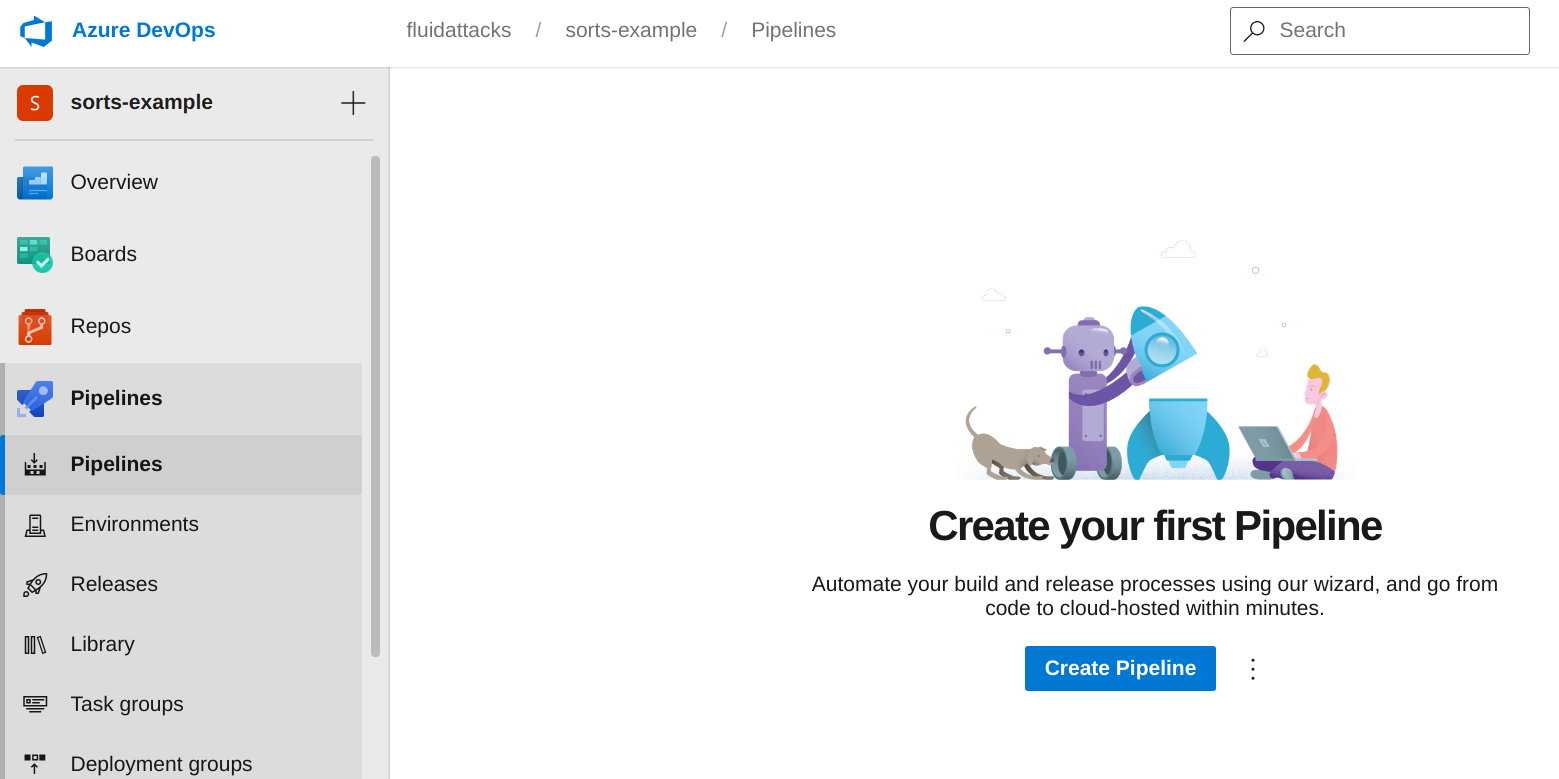 Azure DevOps
fluidattacks / sorts-example / Pipelines
Search
S sorts-example
Overview
Boards
Repos
Pipelines
Pipelines
Environments
Releases
Library
Task groups
Deployment groups
Create your first Pipeline
Automate your build and release processes using our wizard, and go from
code to cloud-hosted within minutes.
Create Pipeline